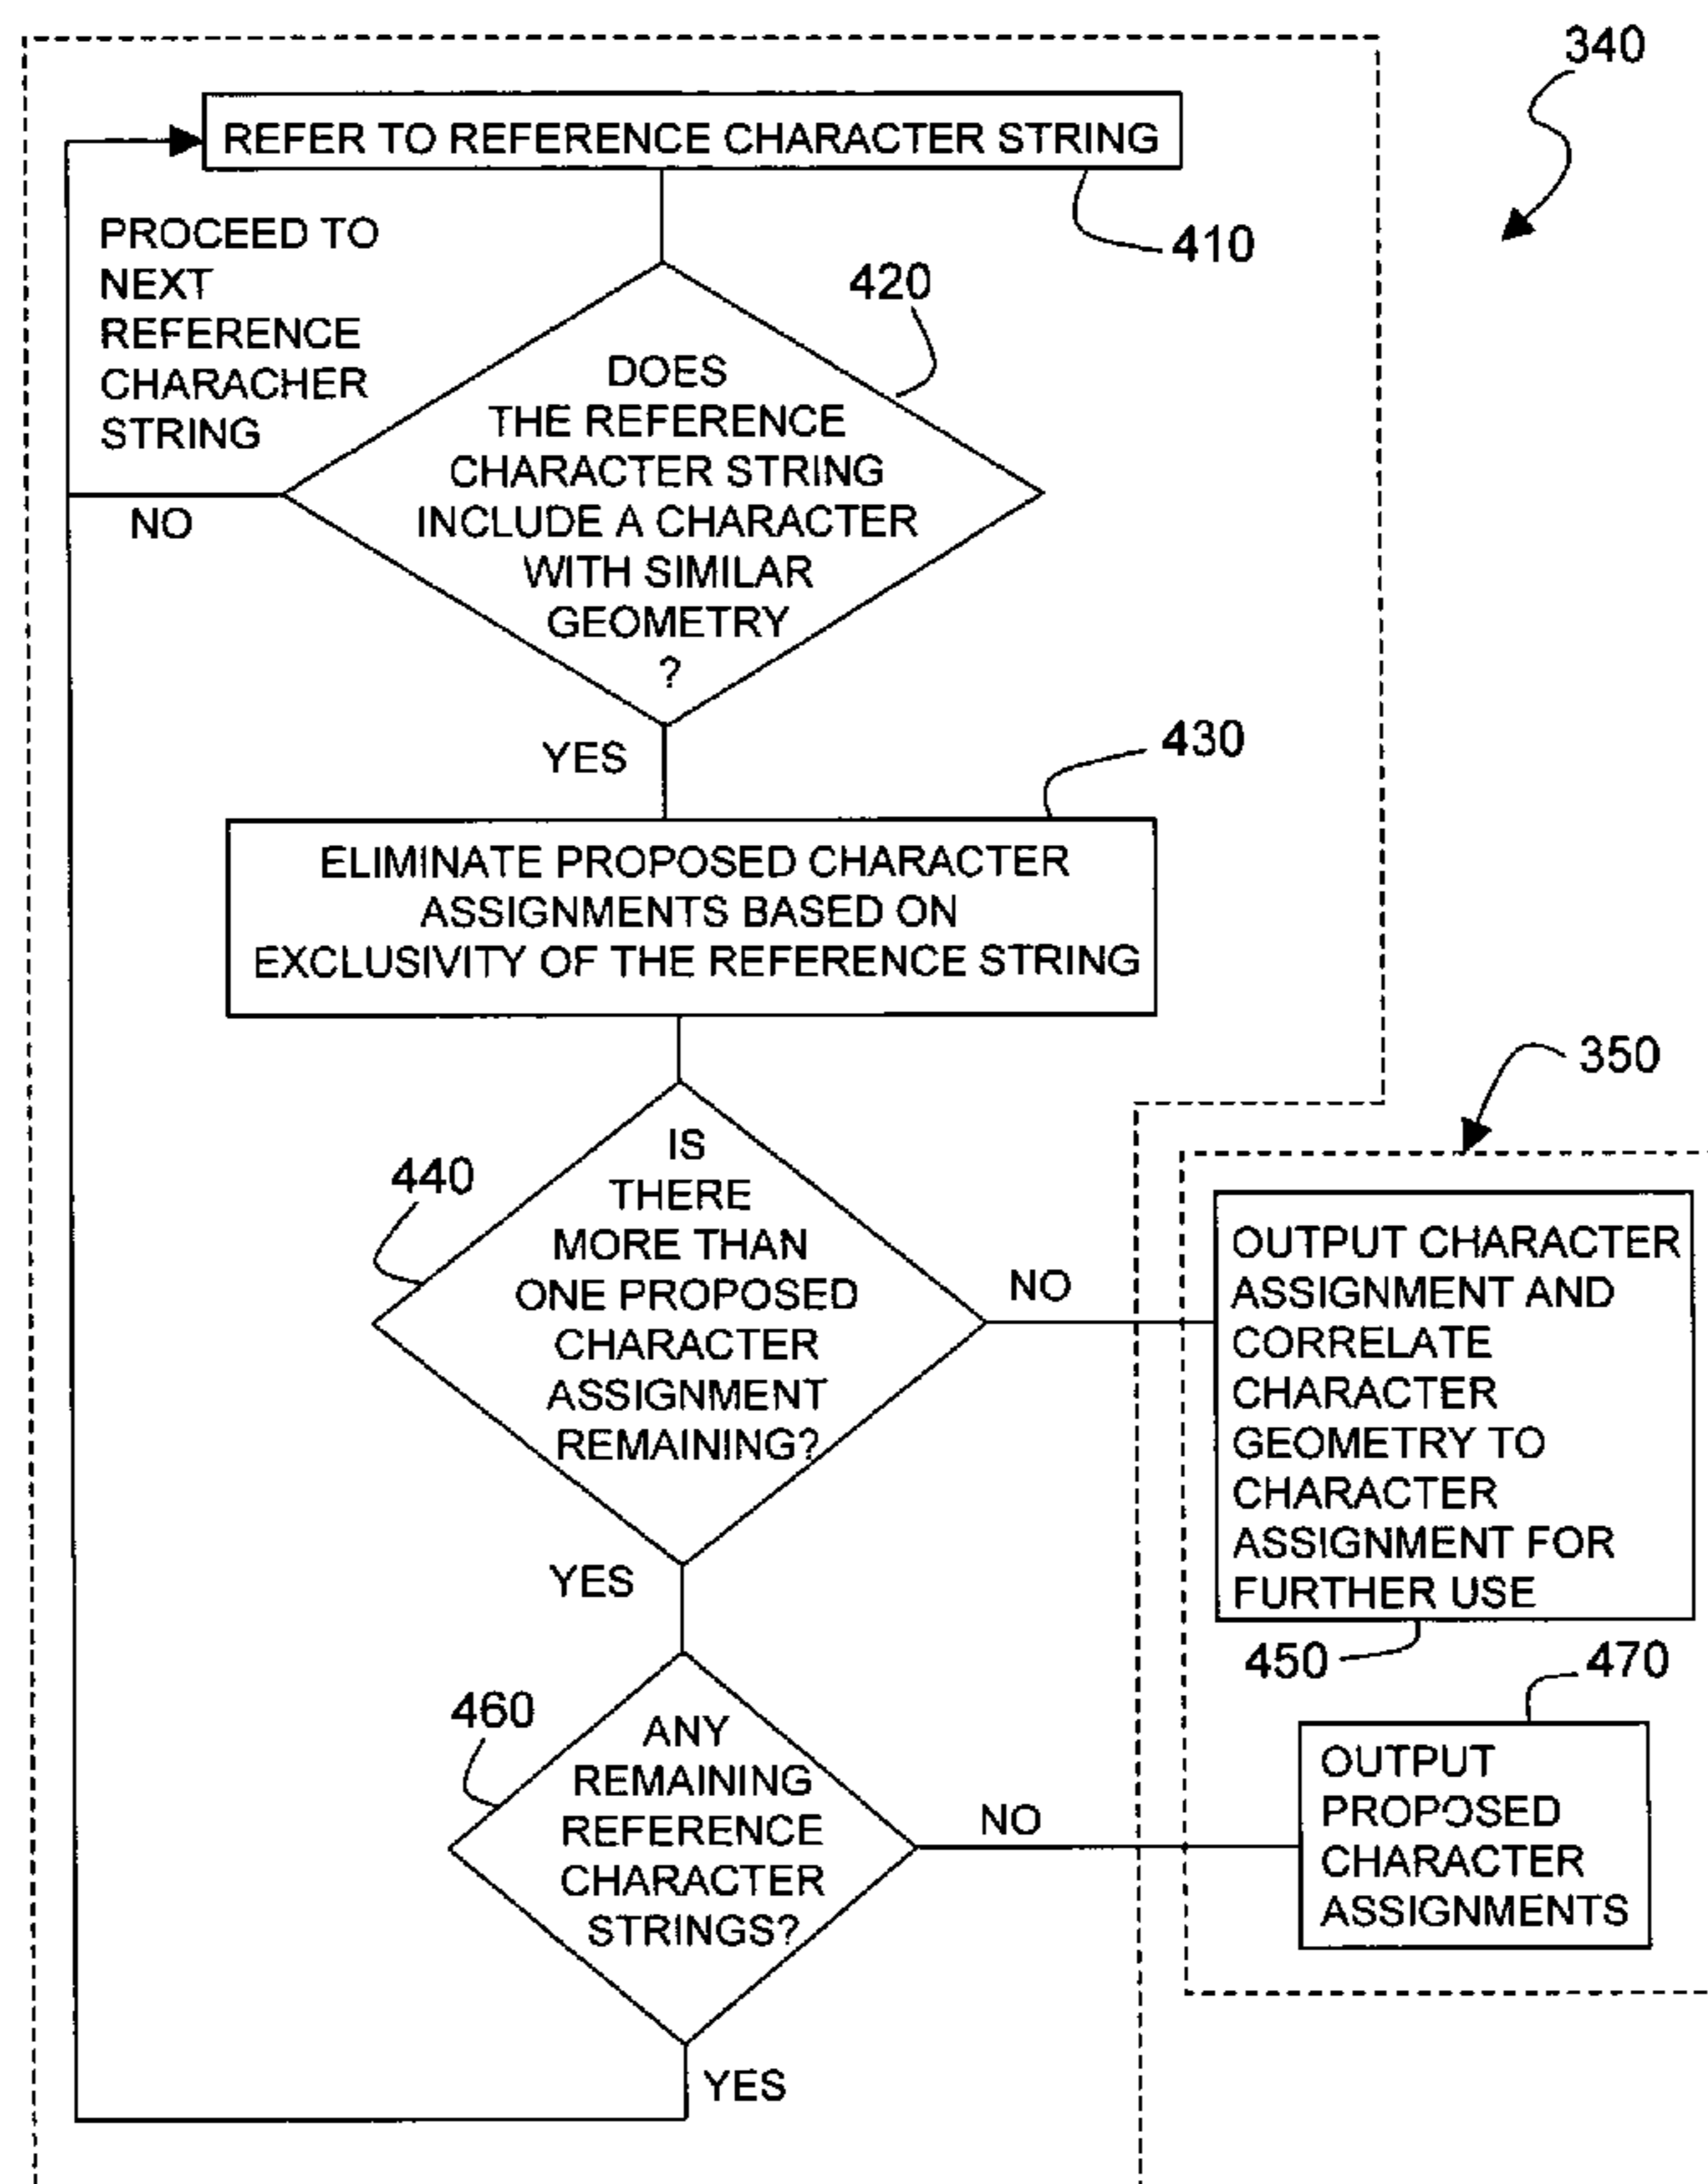 340
REFER TO REFERENCE CHARACTER STRING
410
PROCEED TO
NEXT
REFERENCE
CHARACHER
STRING
420
DOES
THE REFERENCE
CHARACTER STRING
INCLUDE A CHARACTER
WITH SIMILAR
GEOMETRY
?
NO
YES
430
ELIMINATE PROPOSED CHARACTER
ASSIGNMENTS BASED ON
EXCLUSIVITY OF THE REFERENCE STRING
350
440
IS
THERE
MORE THAN
ONE PROPOSED
CHARACTER
ASSIGNMENT
REMAINING?
NO
OUTPUT CHARACTER
ASSIGNMENT AND
CORRELATE
CHARACTER
GEOMETRY TO
CHARACTER
ASSIGNMENT FOR
FURTHER USE
450
YES
460
ANY
REMAINING
REFERENCE
CHARACTER
STRINGS?
NO
470
OUTPUT
PROPOSED
CHARACTER
ASSIGNMENTS
YES